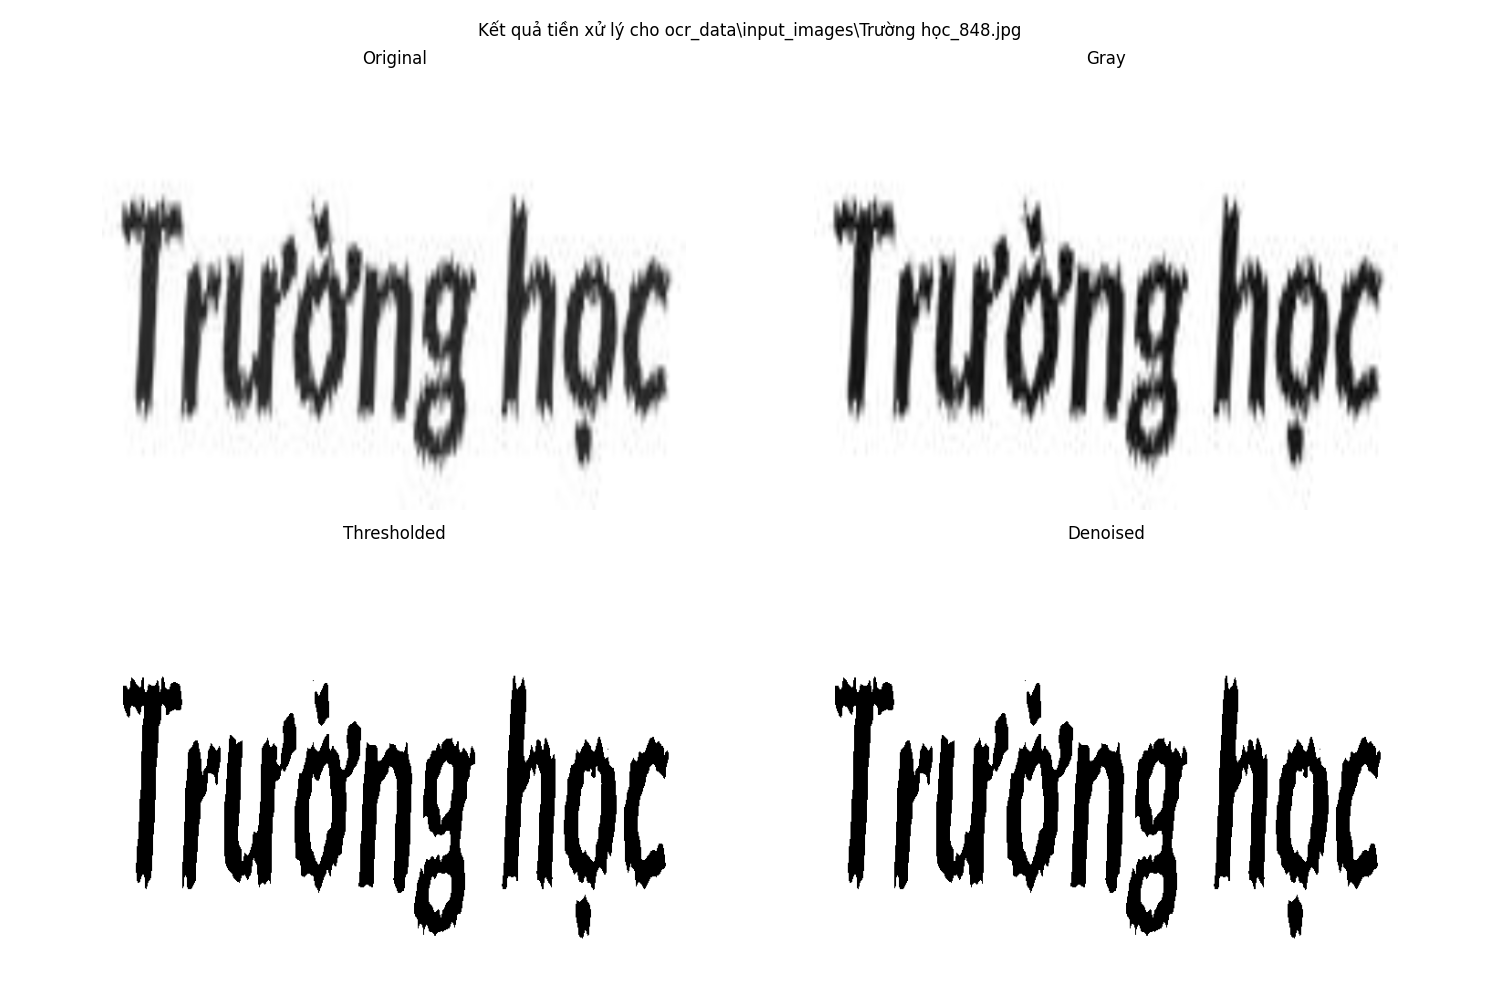 Kết quả tiền xử lý cho ocr_data\input_images\Trường học_848.jpg
Original
Gray
Trường học
Trường học
Thresholded
Denoised
Trường học
Trường học